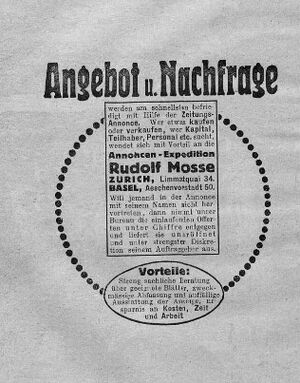 Angebot u. Nachfrage
werden am schnellsten befrie-
digt mit Hilfe der Zeitungs-
Annonce. Wer etwas kaufen
oder verkaufen, wer Kapital,
Teilhaber, Personal etc. sucht,
wendet sich mit Vorteil an die
Annoncen-Expedition
Rudolf Mosse
ZÜRICH, Limmatquai 34.
BASEL, Aeschenvorstadt 50.
Will jemand in der Annonce
mit seinem Namen nicht her-
vortreten, dann nimmt unser
Bureau die einlaufenden Offer-
ten unter Chiffre entgegen
und liefert sie uneröffnet
und unter strengster Diskre-
tion seinem Auftraggeber aus.
Vorteile:
Streng sachliche Beratung
über geeignete Blätter, zweck-
mässige Abfassung und auffällige
Ausstattung der Anzeige, Er-
sparnis an Kosten, Zeit
und Arbeit